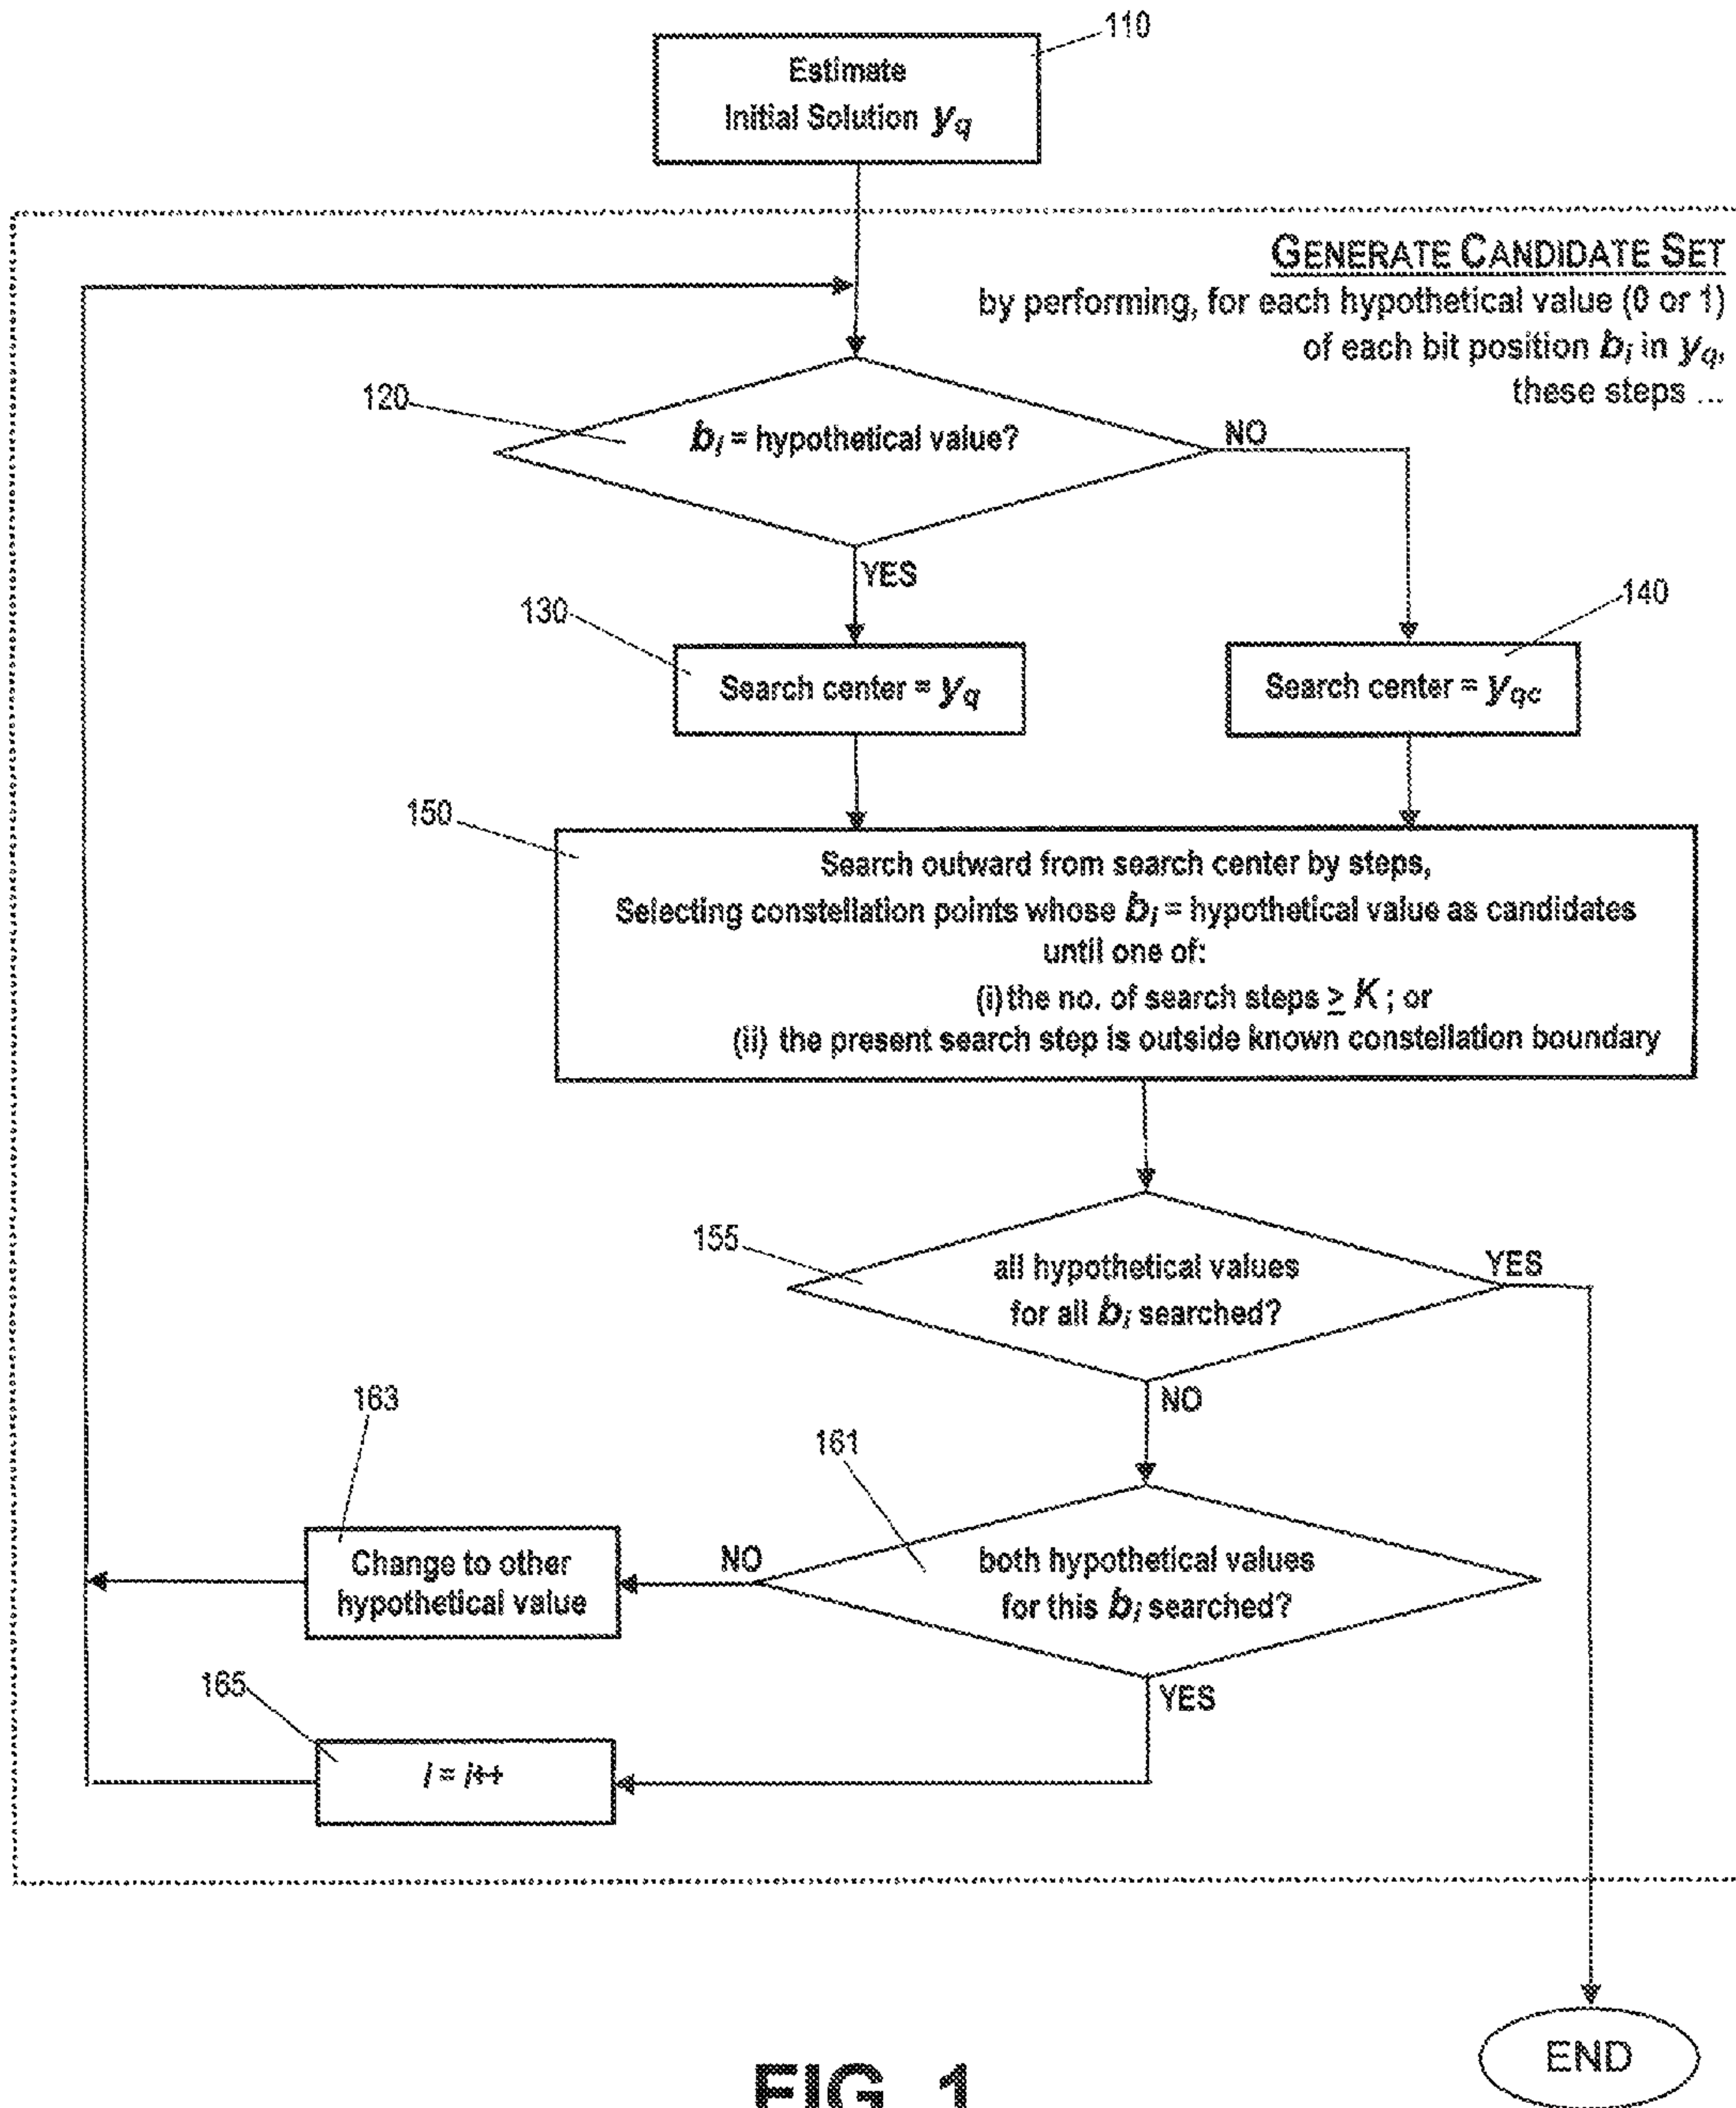 110
Estimate
Initial Solution yq
GENERATE CANDIDATE SET
by performing, for each hypothetical value (0 or 1)
of each bit position bi in yq,
these steps ...
120
bi = hypothetical value?
NO
YES
130
Search center = yq
140
Search center = yqc
150
Search outward from search center by steps,
Selecting constellation points whose bi = hypothetical value as candidates
until one of:
(i) the no. of search steps ≥ K ; or
(ii) the present search step is outside known constellation boundary
155
all hypothetical values
for all bi searched?
YES
NO
163
161
Change to other
hypothetical value
NO
both hypothetical values
for this bi searched?
165
YES
i = i++
END
FIG. 1